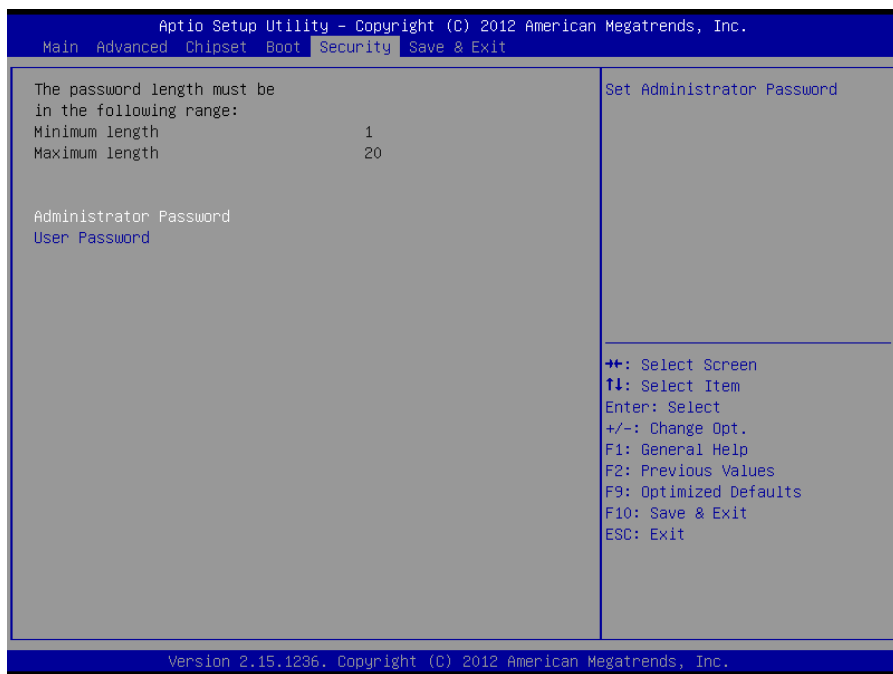 Aptio Setup Utility – Copyright (C) 2012 American Megatrends, Inc.
Main Advanced Chipset Boot Security Save & Exit
The password length must be
in the following range:
Minimum length 1
Maximum length 20
Administrator Password
User Password
Set Administrator Password
→←: Select Screen
↑↓: Select Item
Enter: Select
+/-: Change Opt.
F1: General Help
F2: Previous Values
F9: Optimized Defaults
F10: Save & Exit
ESC: Exit
Version 2.15.1236. Copyright (C) 2012 American Megatrends, Inc.